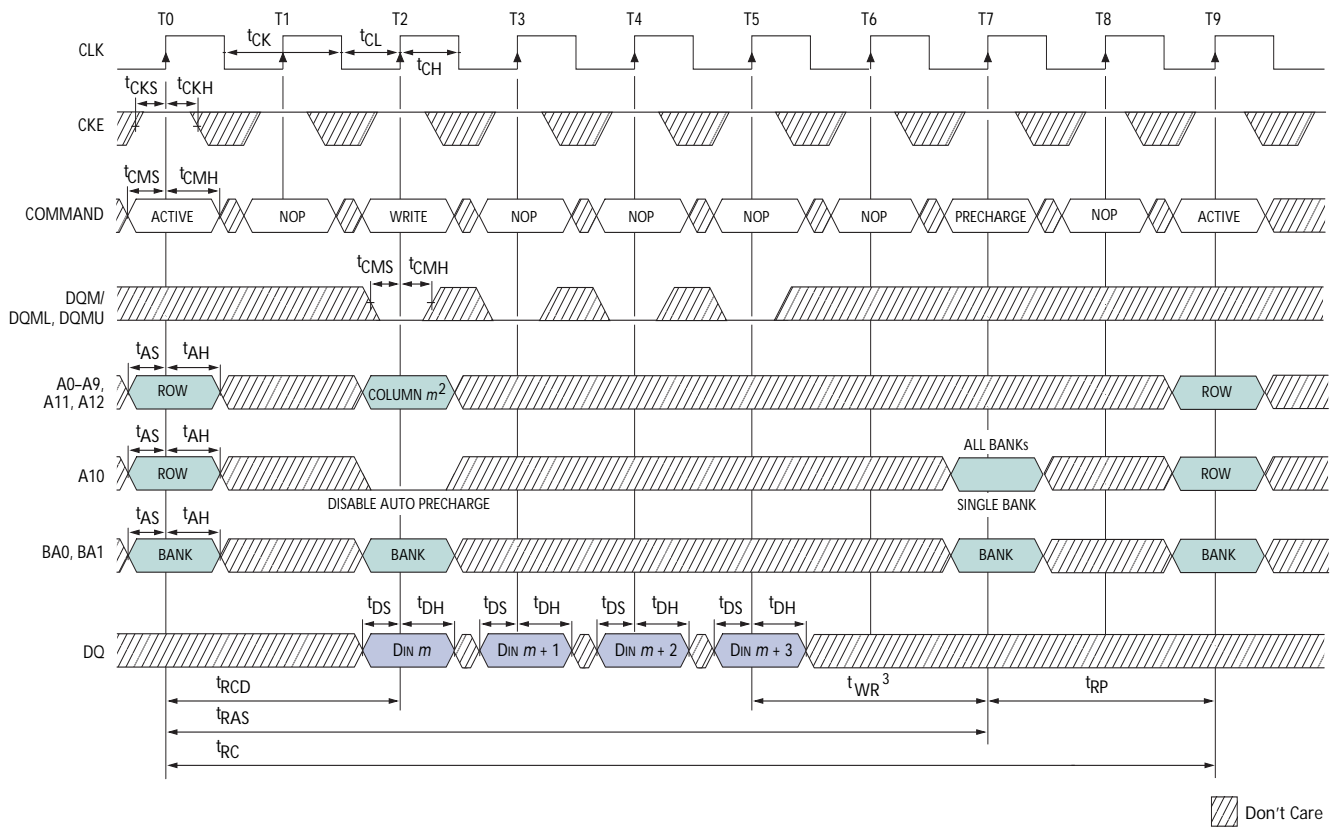 T0 T1 T2 T3 T4 T5 T6 T7 T8 T9
CLK
tCK tCL
tCH
tCKS tCKH
CKE
tCMS tCMH
COMMAND ACTIVE NOP WRITE NOP NOP NOP NOP PRECHARGE NOP ACTIVE
tCMS tCMH
DQM/
DQML, DQMU
tAS tAH
A0–A9,
A11, A12
ROW COLUMN m2 ROW
tAS tAH
ALL BANKs
A10 ROW ROW
DISABLE AUTO PRECHARGE SINGLE BANK
tAS tAH
BA0, BA1 BANK BANK BANK BANK
tDS tDH tDS tDH tDS tDH tDS tDH
DQ DIN m DIN m + 1 DIN m + 2 DIN m + 3
tRCD tWR3 tRP
tRAS
tRC
Don't Care